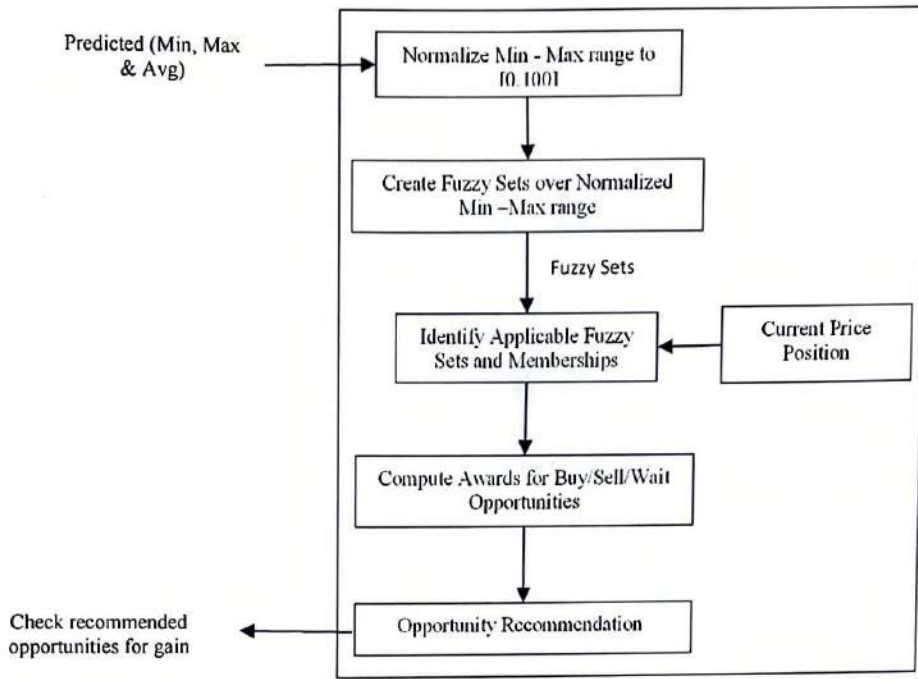 Predicted (Min, Max
& Avg)
Normalize Min - Max range to
[0.100]
Create Fuzzy Sets over Normalized
Min –Max range
Fuzzy Sets
Identify Applicable Fuzzy
Sets and Memberships
Current Price
Position
Compute Awards for Buy/Sell/Wait
Opportunities
Opportunity Recommendation
Check recommended
opportunities for gain